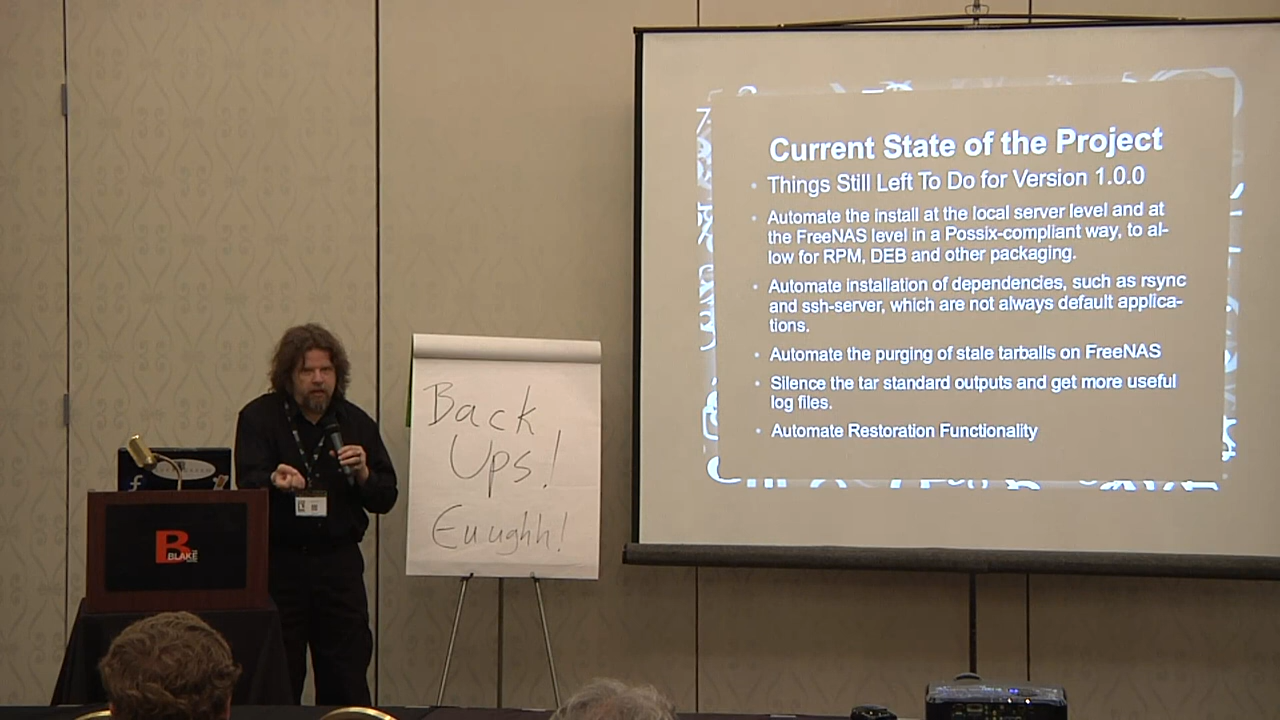 Current State of the Project
• Things Still Left To Do for Version 1.0.0
• Automate the install at the local server level and at
the FreeNAS level in a Possix-compliant way, to al-
low for RPM, DEB and other packaging.
• Automate installation of dependencies, such as rsync
and ssh-server, which are not always default applica-
tions.
• Automate the purging of stale tarballs on FreeNAS
• Silence the tar standard outputs and get more useful
log files.
• Automate Restoration Functionality
Back
Ups!
Euughh!
f
B
BLAKE